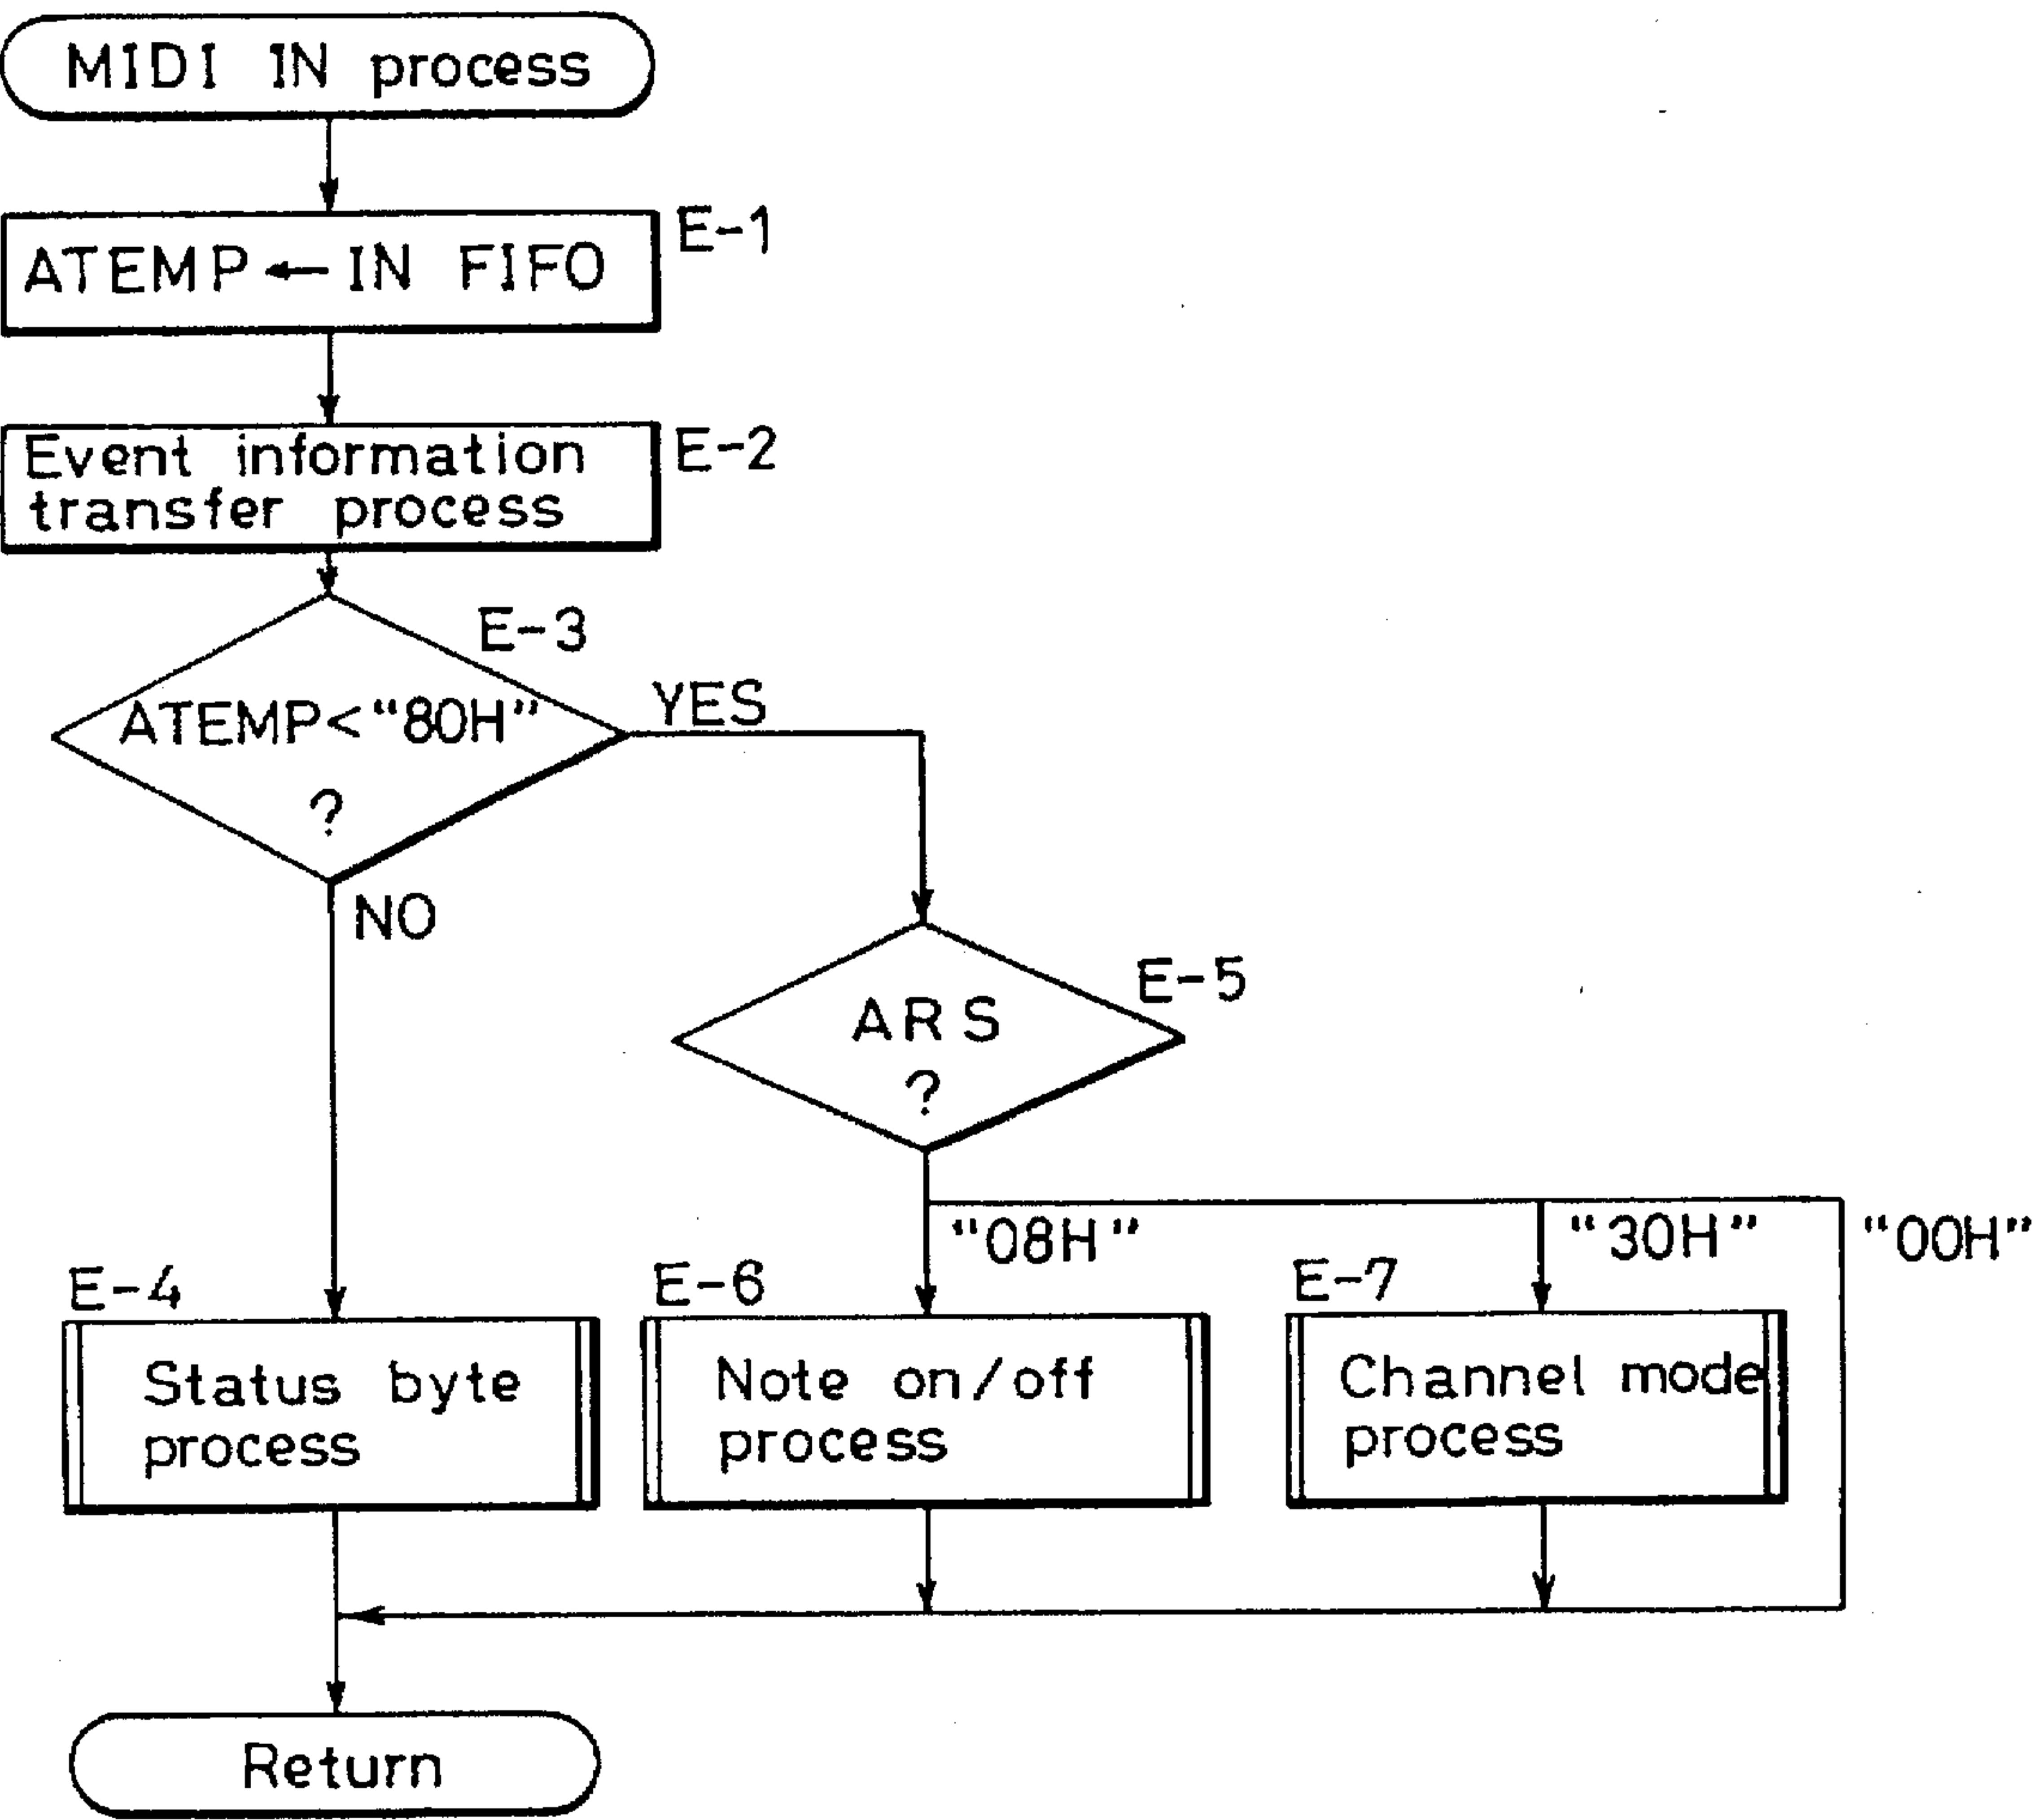 MIDI IN process
E-1
ATEMP←IN FIFO
E-2
Event information
transfer process
E-3
ATEMP<“80H”
?
YES
NO
E-5
ARS
?
“08H”
“30H”
“00H”
E-4
Status byte
process
E-6
Note on/off
process
E-7
Channel mode
process
Return